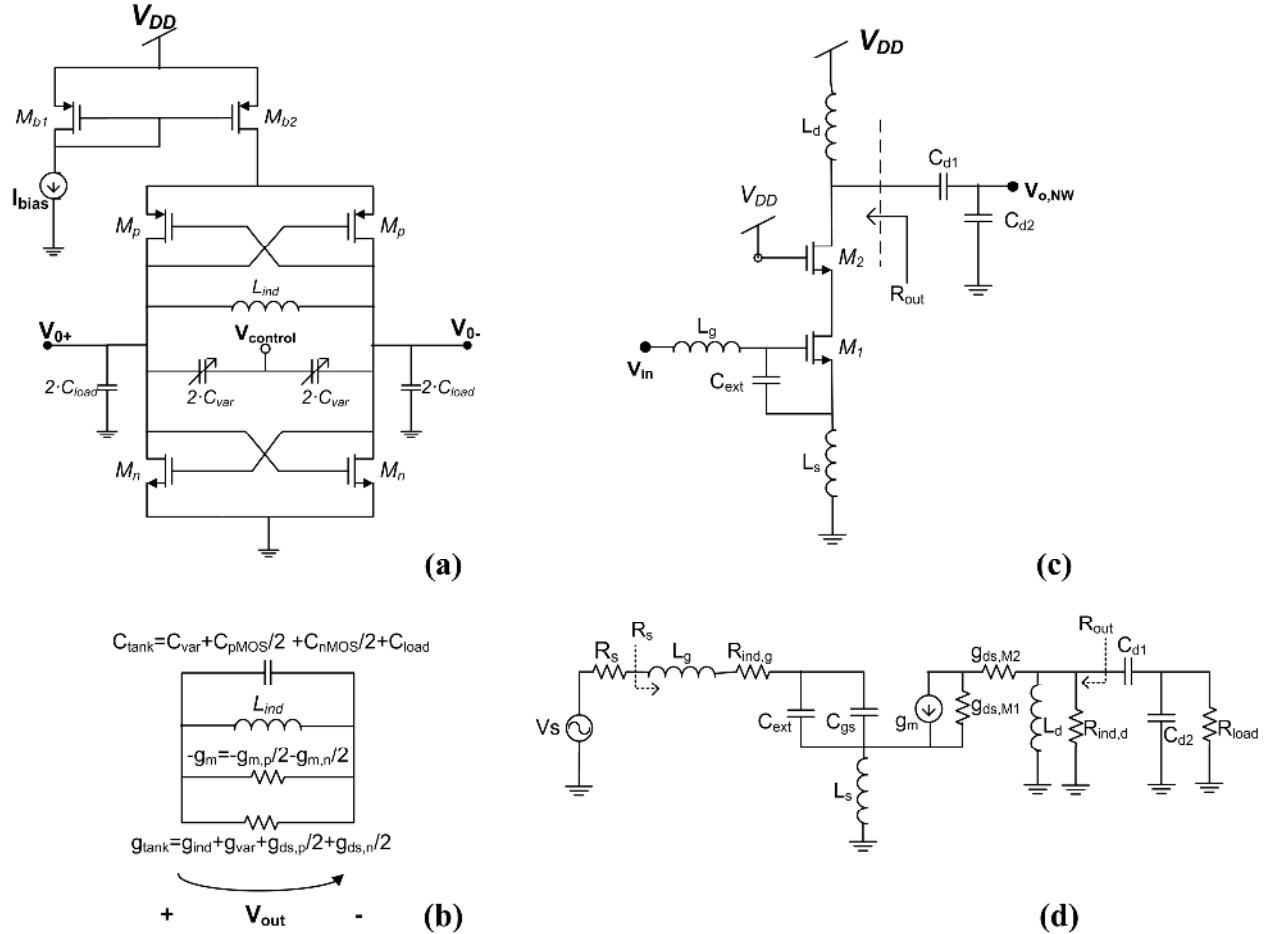 V_DD
M_b1
M_b2
I_bias
M_p
M_p
L_ind
V_0+
V_control
V_0-
2·C_load
2·C_var
2·C_var
2·C_load
M_n
M_n
(a)
C_tank=C_var+C_pMOS/2 +C_nMOS/2+C_load
L_ind
-g_m=-g_m,p/2-g_m,n/2
g_tank=g_ind+g_var+g_ds,p/2+g_ds,n/2
+ V_out -
(b)
V_DD
L_d
C_d1
V_o,NW
V_DD
C_d2
M_2
R_out
L_g
M_1
V_in
C_ext
L_s
(c)
R_s
R_s
L_g
R_ind,g
g_ds,M2
R_out
C_d1
Vs
C_ext
C_gs
g_m
g_ds,M1
L_d
R_ind,d
C_d2
R_load
L_s
(d)